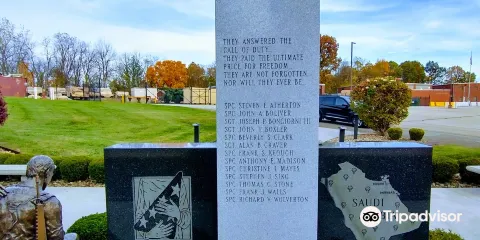 THEY ANSWERED THE
CALL OF DUTY.
"THEY PAID THE ULTIMATE
PRICE FOR FREEDOM.
THEY ARE NOT FORGOTTEN,
NOR WILL THEY EVER BE.
SPC STEVEN E. ATHERTON
SPC JOHN A. BOLIVER
SGT JOSEPH P. BONGIORNI III
SGT JOHN T. BOXLER
SPC BEVERLY S. CLARK
SGT ALAN B. CRAVER
SPC FRANK S. KEOUGH
SPC ANTHONY E. MADISON
SPC CHRISTINE L. MAYES
SPC STEPHEN J. SIKO
SPC THOMAS G. STONE
SPC FRANK J. WALLS
SPC RICHARD V. WOLVERTON
SAUDI
Tripadvisor